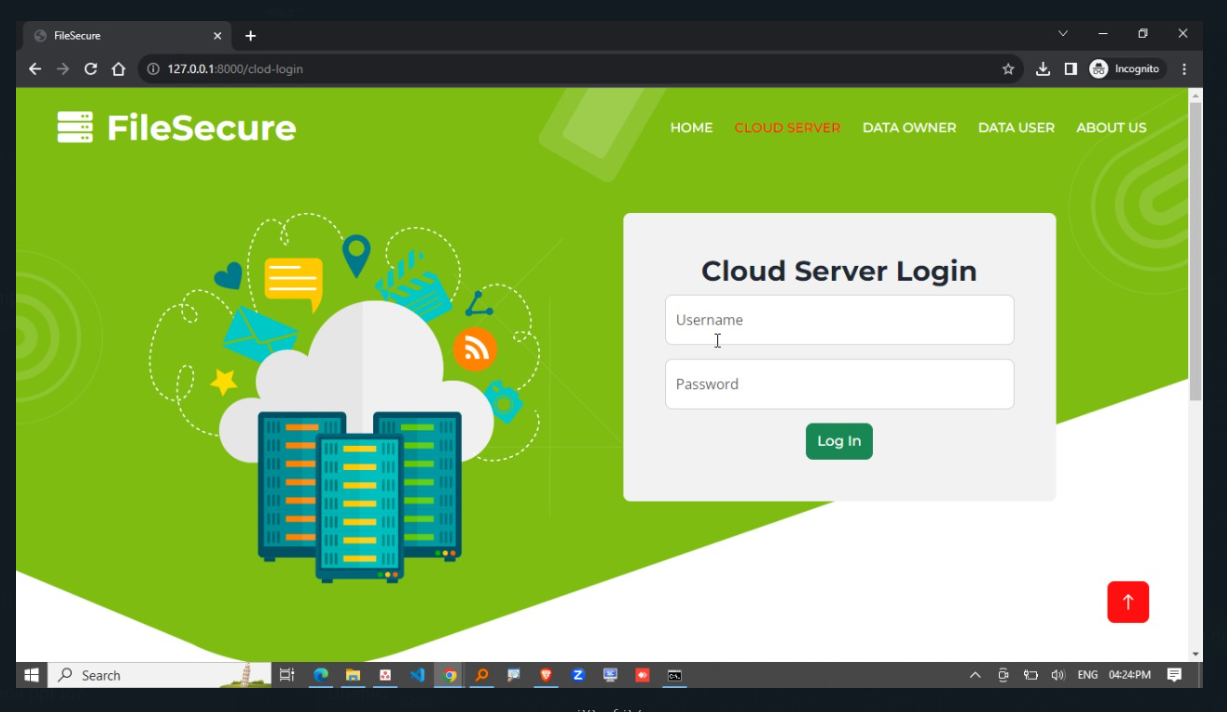 FileSecure
127.0.0.1:8000/clod-login
Incognito
FileSecure
HOME CLOUD SERVER DATA OWNER DATA USER ABOUT US
Cloud Server Login
Username
Password
Log In
Search
ENG 04:24:PM